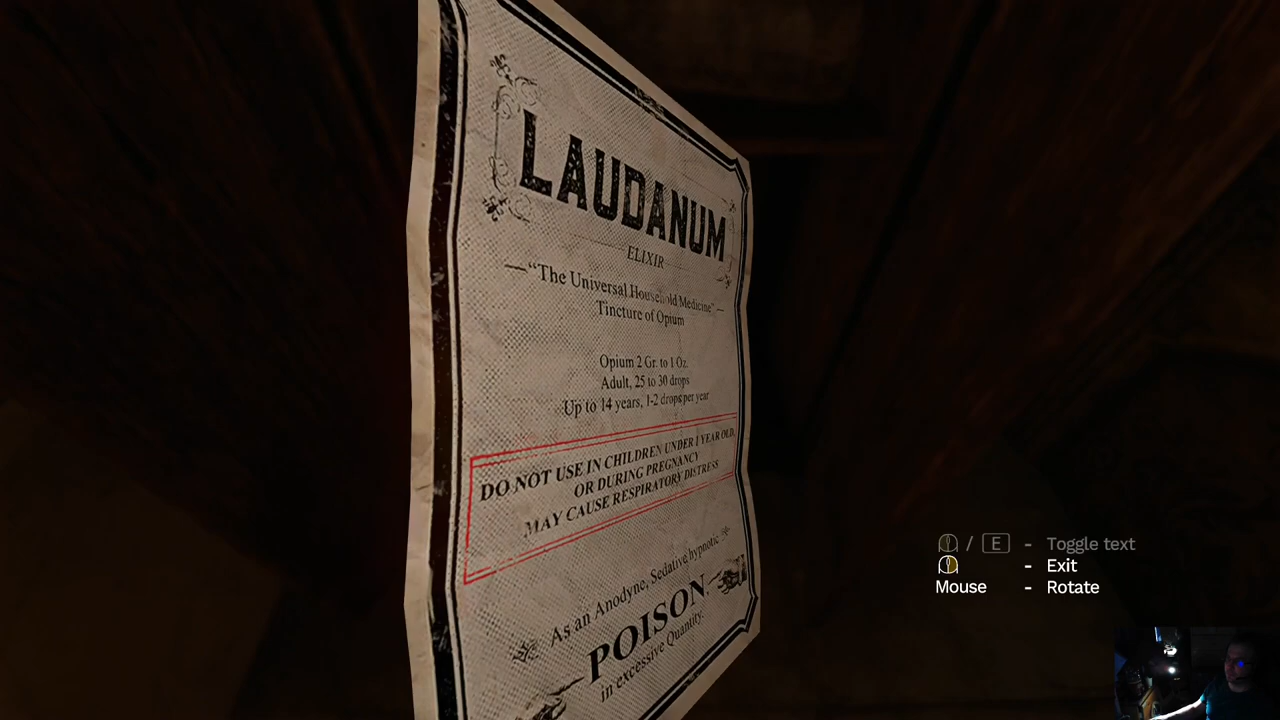 LAUDANUM
ELIXIR
—“The Universal Household Medicine”—
Tincture of Opium
Opium 2 Gr. to 1 Oz.
Adult, 25 to 30 drops
Up to 14 years, 1-2 drops per year
DO NOT USE IN CHILDREN UNDER 1 YEAR OLD,
OR DURING PREGNANCY
MAY CAUSE RESPIRATORY DISTRESS
As an Anodyne, Sedative hypnotic
POISON.
in excessive Quantity.
/ E - Toggle text
- Exit
Mouse - Rotate